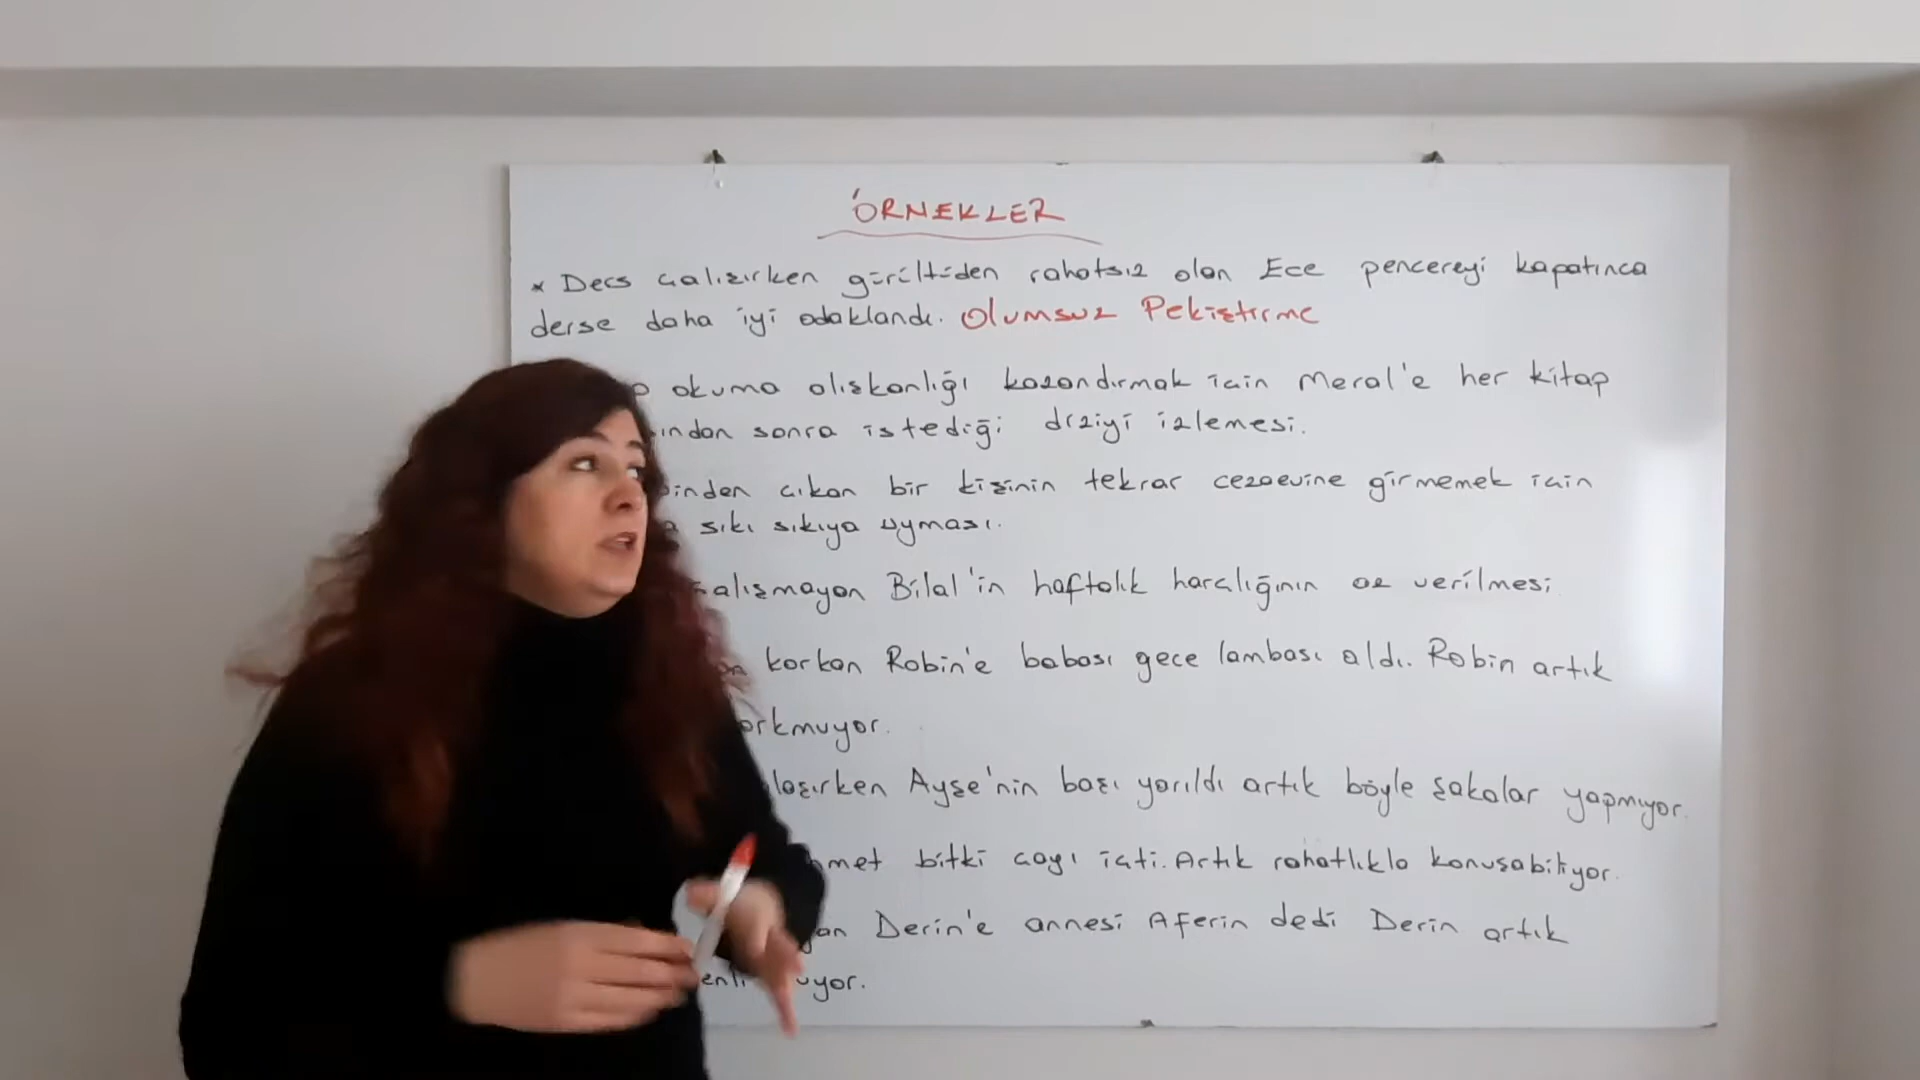 ÖRNEKLER
* Ders çalışırken gürültüden rahatsız olan Ece pencereyi kapatınca
derse daha iyi odaklandı. Olumsuz Pekiştirme
okuma alışkanlığı kazandırmak için Meral'e her kitap
sonra istediği diziyi izlemesi.
çıkan bir kişinin tekrar cezaevine girmemek için
sıkı sıkıya uyması.
çalışmayan Bilal'in haftalık harçlığının az verilmesi
korkan Robin'e babası gece lambası aldı. Robin artık
korkmuyor.
Ayşe'nin başı yarıldı artık böyle şakalar yapmıyor.
bitki çayı içti. Artık rahatlıkla konuşabiliyor.
Derin'e annesi Aferin dedi Derin artık